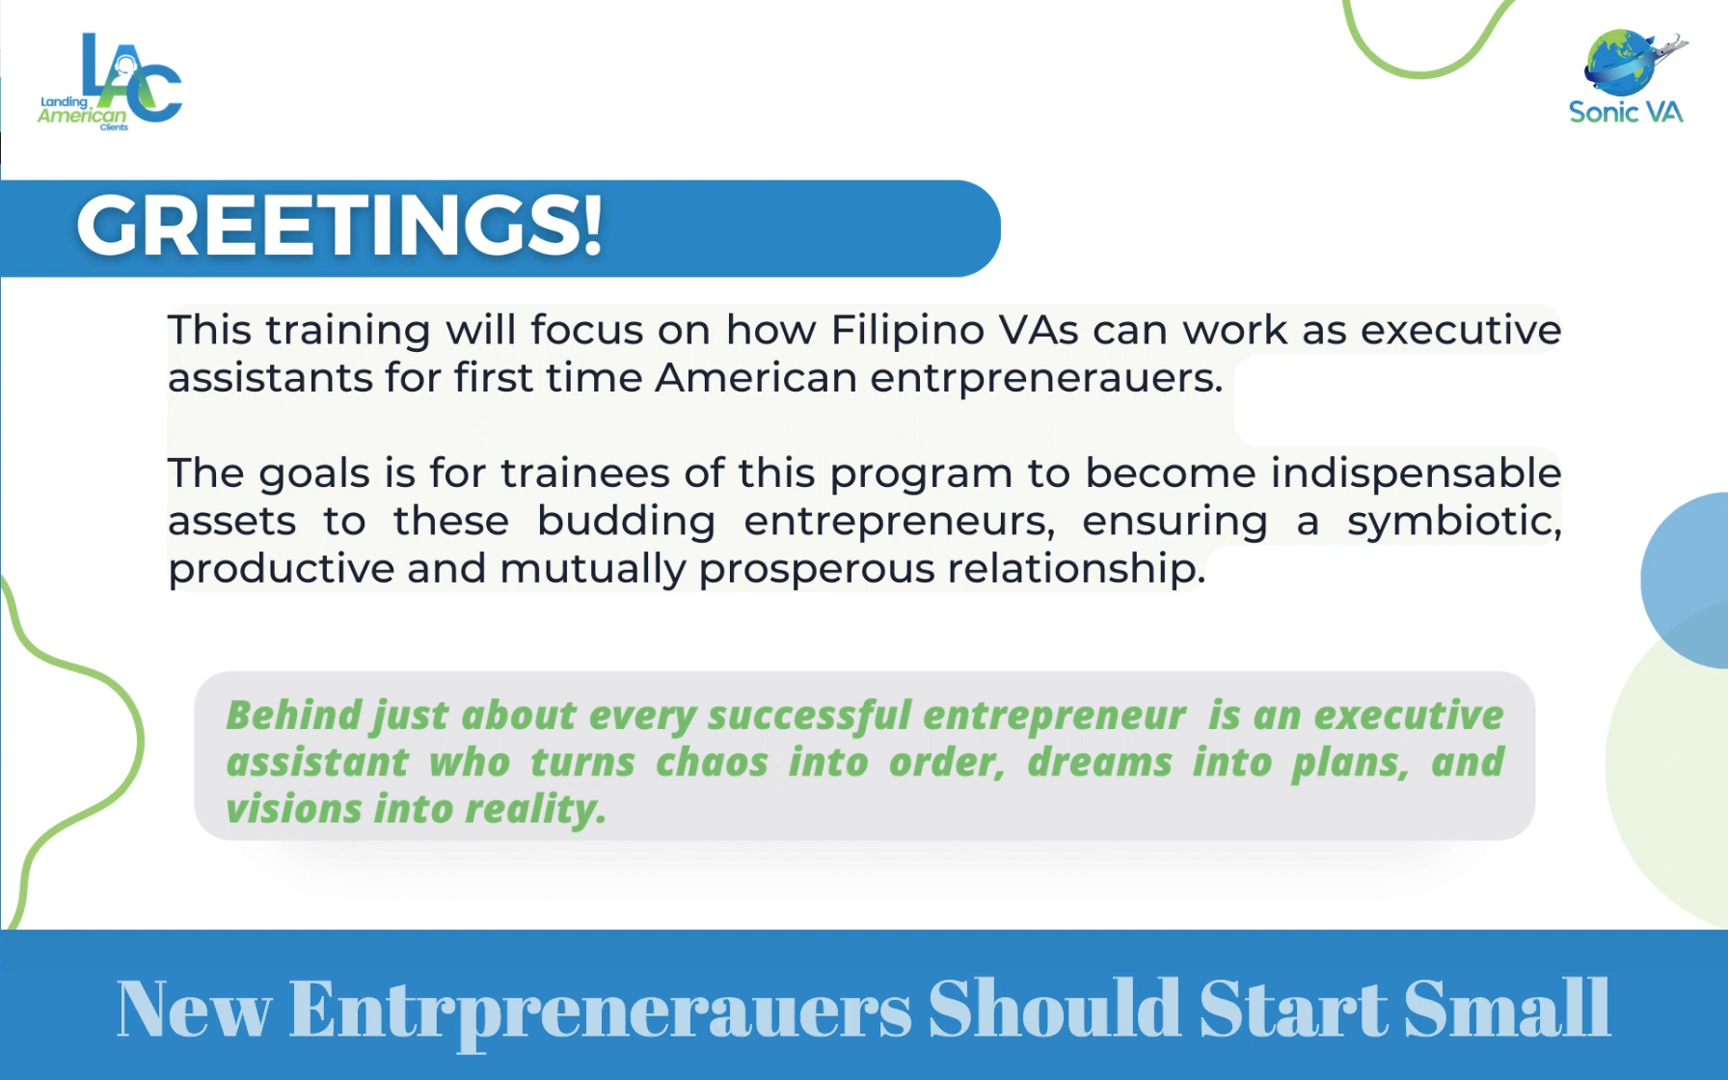 LAC
Landing
American
Clients
Sonic VA
GREETINGS!
This training will focus on how Filipino VAs can work as executive
assistants for first time American entrprenerauers.
The goals is for trainees of this program to become indispensable
assets to these budding entrepreneurs, ensuring a symbiotic,
productive and mutually prosperous relationship.
Behind just about every successful entrepreneur is an executive
assistant who turns chaos into order, dreams into plans, and
visions into reality.
New Entrprenerauers Should Start Small